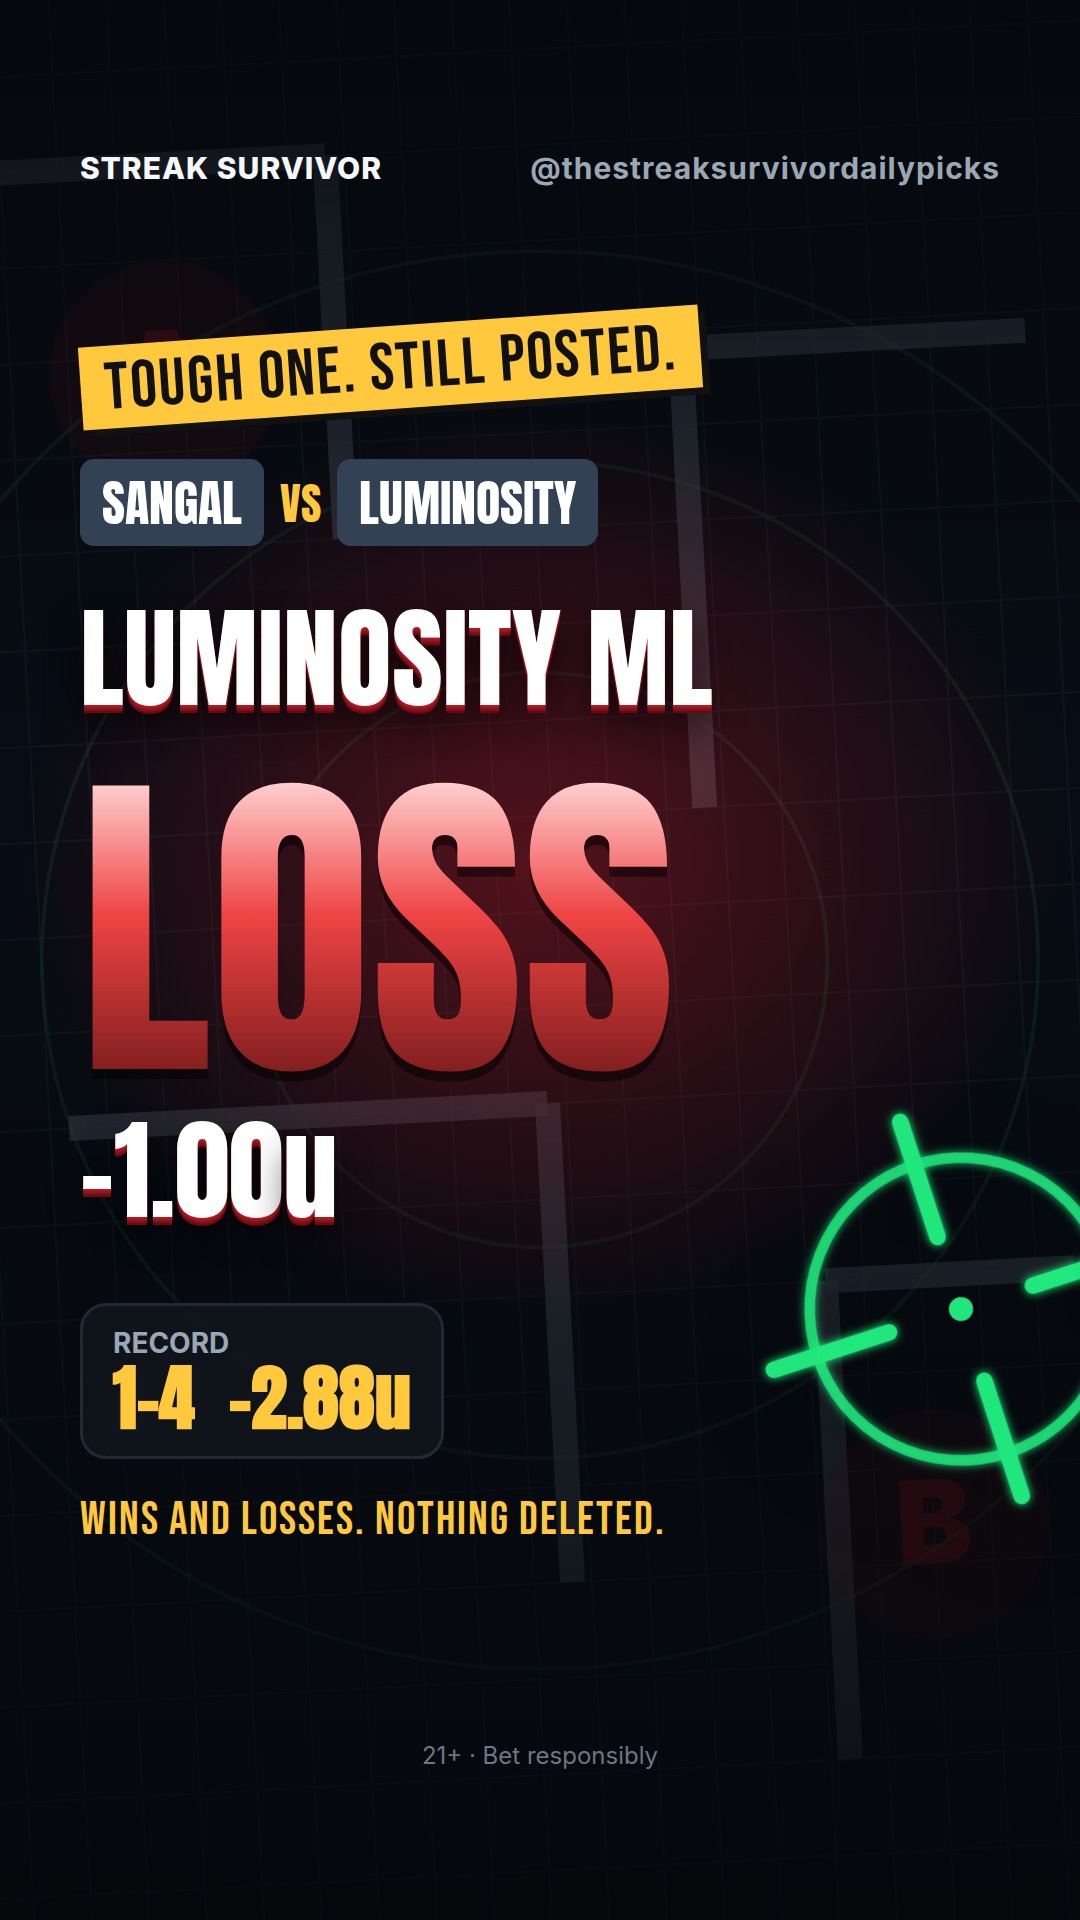 STREAK SURVIVOR @thestreaksurvivordailypicks
TOUGH ONE. STILL POSTED.
SANGAL VS LUMINOSITY
LUMINOSITY ML
LOSS
-1.00u
RECORD
1-4 -2.88u
B
WINS AND LOSSES. NOTHING DELETED.
21+ · Bet responsibly